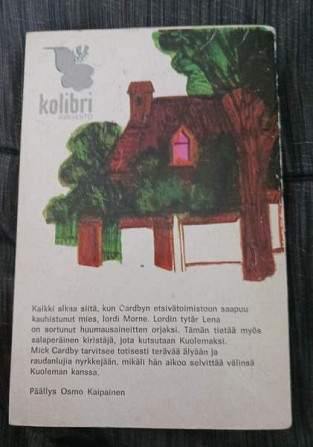 kolibri
KIRJASTO
Kaikki alkaa siitä, kun Cardbyn etsivätoimistoon saapuu
kauhistunut mies, lordi Morne. Lordin tytär Lena
on sortunut huumausaineitten orjaksi. Tämän tietää myös
salaperäinen kiristäjä, jota kutsutaan Kuolemaksi.
Mick Cardby tarvitsee totisesti terävää älyään ja
raudanlujia nyrkkejään, mikäli hän aikoo selvittää välinsä
Kuoleman kanssa.
Päällys Osmo Kaipainen